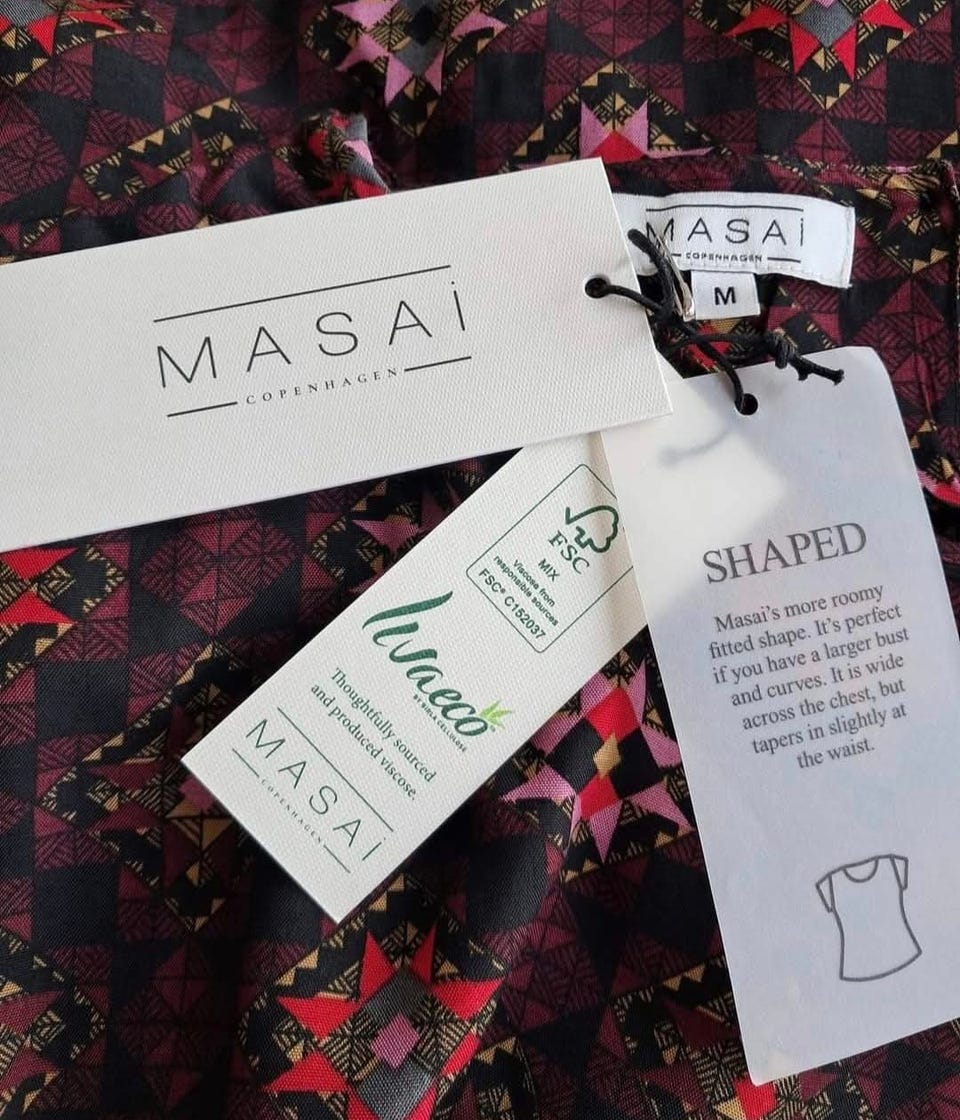 MASAi
COPENHAGEN
MASAi
COPENHAGEN
M
SHAPED
Masai's more roomy
fitted shape. It's perfect
if you have a larger bust
and curves. It is wide
across the chest, but
tapers in slightly at
the waist.
FSC
MIX
Viscose from
responsible sources
FSC® C152037
livaeco
BY BIRLA CELLULOSE
Thoughtfully sourced
and produced viscose.
MASAi
COPENHAGEN